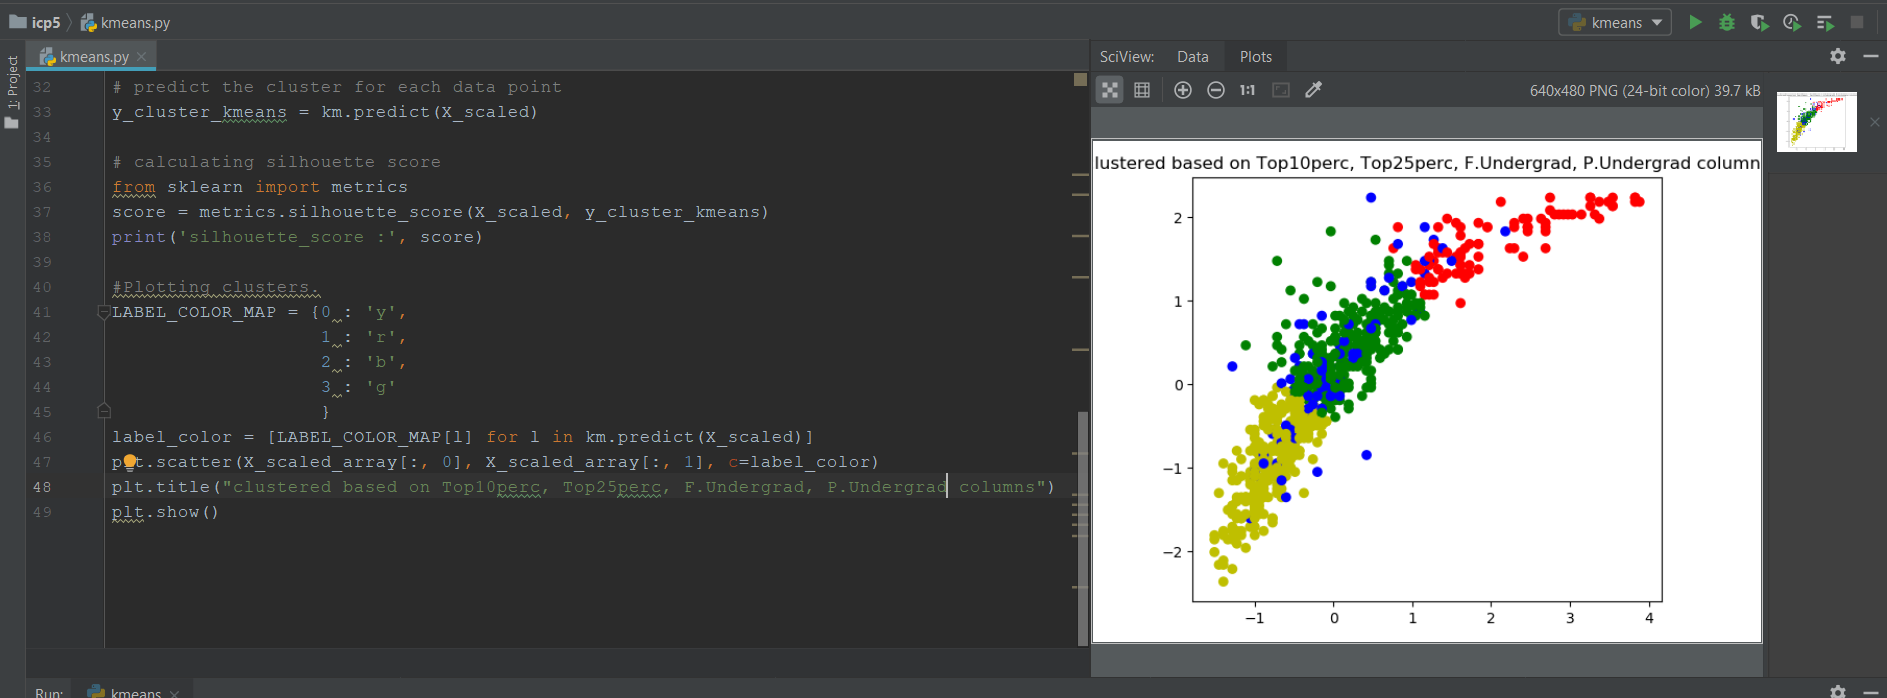 icp5 kmeans.py kmeans
kmeans.py
1: Project
32 # predict the cluster for each data point
33 y_cluster_kmeans = km.predict(X_scaled)
34
35 # calculating silhouette score
36 from sklearn import metrics
37 score = metrics.silhouette_score(X_scaled, y_cluster_kmeans)
38 print('silhouette_score :', score)
39
40 #Plotting clusters.
41 LABEL_COLOR_MAP = {0 : 'y',
42 1 : 'r',
43 2 : 'b',
44 3 : 'g'
45 }
46 label_color = [LABEL_COLOR_MAP[l] for l in km.predict(X_scaled)]
47 plt.scatter(X_scaled_array[:, 0], X_scaled_array[:, 1], c=label_color)
48 plt.title("clustered based on Top10perc, Top25perc, F.Undergrad, P.Undergrad columns")
49 plt.show()
SciView: Data Plots
1:1 640x480 PNG (24-bit color) 39.7 kB
lustered based on Top10perc, Top25perc, F.Undergrad, P.Undergrad column
2
1
0
−1
−2
−1 0 1 2 3 4
Run: kmeans